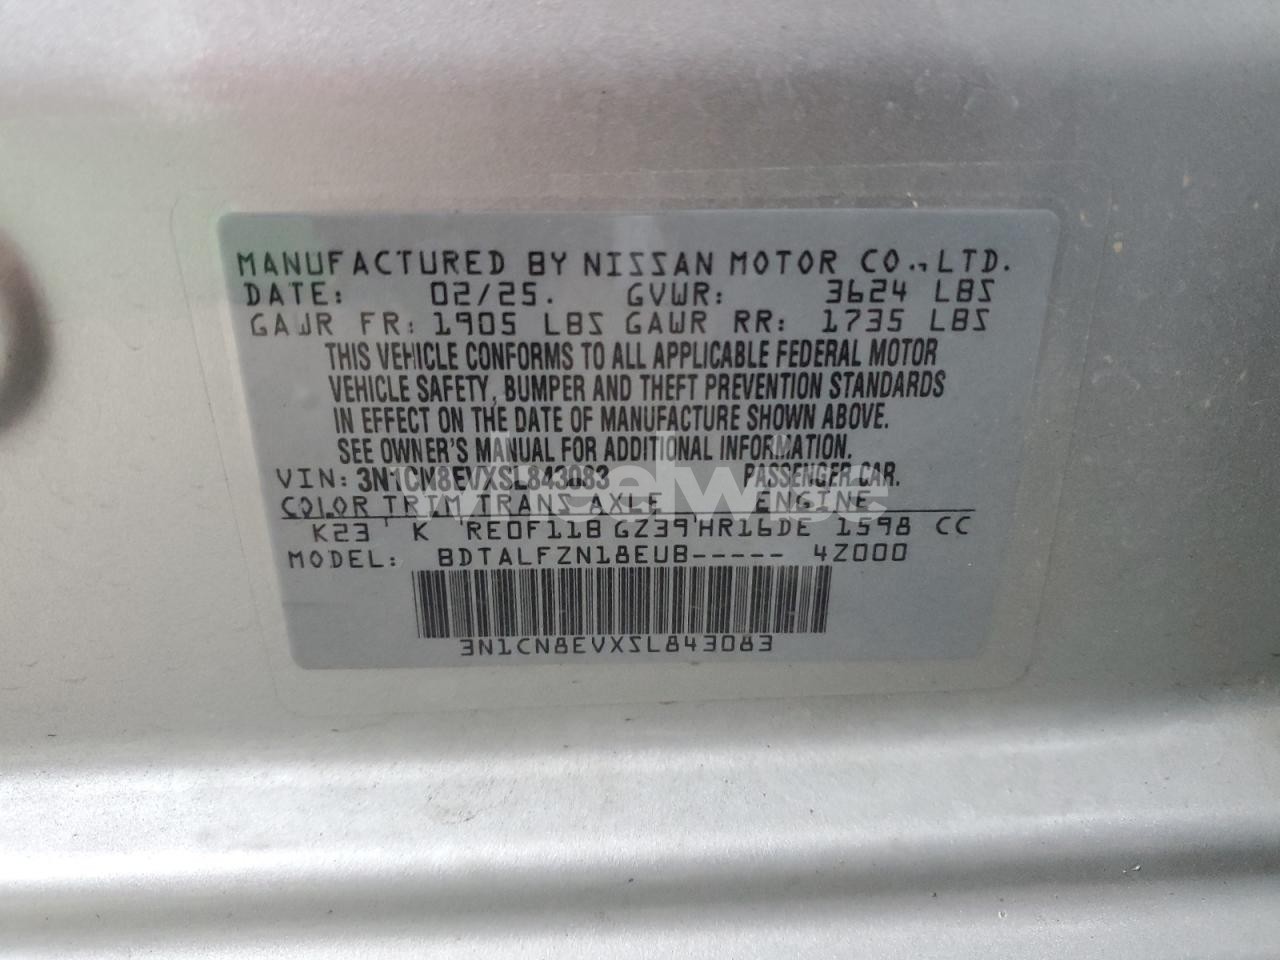 MANUFACTURED BY NISSAN MOTOR CO., LTD.
DATE: 02/25. GVWR: 3624 LBS
GAWR FR: 1905 LBS GAWR RR: 1735 LBS
THIS VEHICLE CONFORMS TO ALL APPLICABLE FEDERAL MOTOR
VEHICLE SAFETY, BUMPER AND THEFT PREVENTION STANDARDS
IN EFFECT ON THE DATE OF MANUFACTURE SHOWN ABOVE.
SEE OWNER'S MANUAL FOR ADDITIONAL INFORMATION.
VIN: 3N1CN8EVXSL843083 PASSENGER CAR.
COLOR TRIM TRANS AXLE ENGINE
K23 K RE0F11B GZ39 HR16DE 1598 CC
MODEL: BDTALFZN18EUB----- 4Z000
3N1CN8EVXSL843083
wheelwise